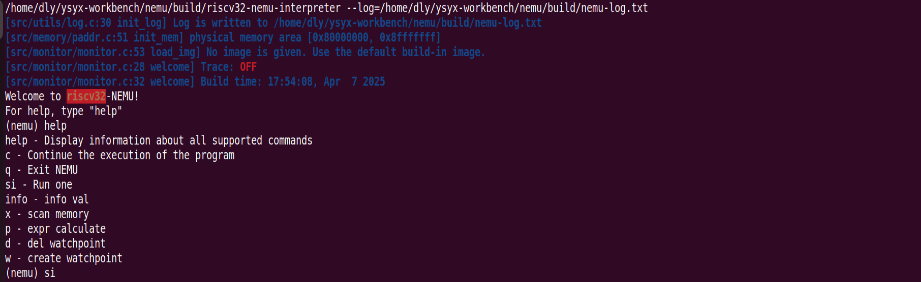 /home/dly/ysyx-workbench/nemu/build/riscv32-nemu-interpreter --log=/home/dly/ysyx-workbench/nemu/build/nemu-log.txt
[src/utils/log.c:30 init_log] Log is written to /home/dly/ysyx-workbench/nemu/build/nemu-log.txt
[src/memory/paddr.c:51 init_mem] physical memory area [0x80000000, 0x8fffffff]
[src/monitor/monitor.c:53 load_img] No image is given. Use the default build-in image.
[src/monitor/monitor.c:28 welcome] Trace: OFF
[src/monitor/monitor.c:32 welcome] Build time: 17:54:08, Apr  7 2025
Welcome to riscv32-NEMU!
For help, type "help"
(nemu) help
help - Display information about all supported commands
c - Continue the execution of the program
q - Exit NEMU
si - Run one
info - info val
x - scan memory
p - expr calculate
d - del watchpoint
w - create watchpoint
(nemu) si